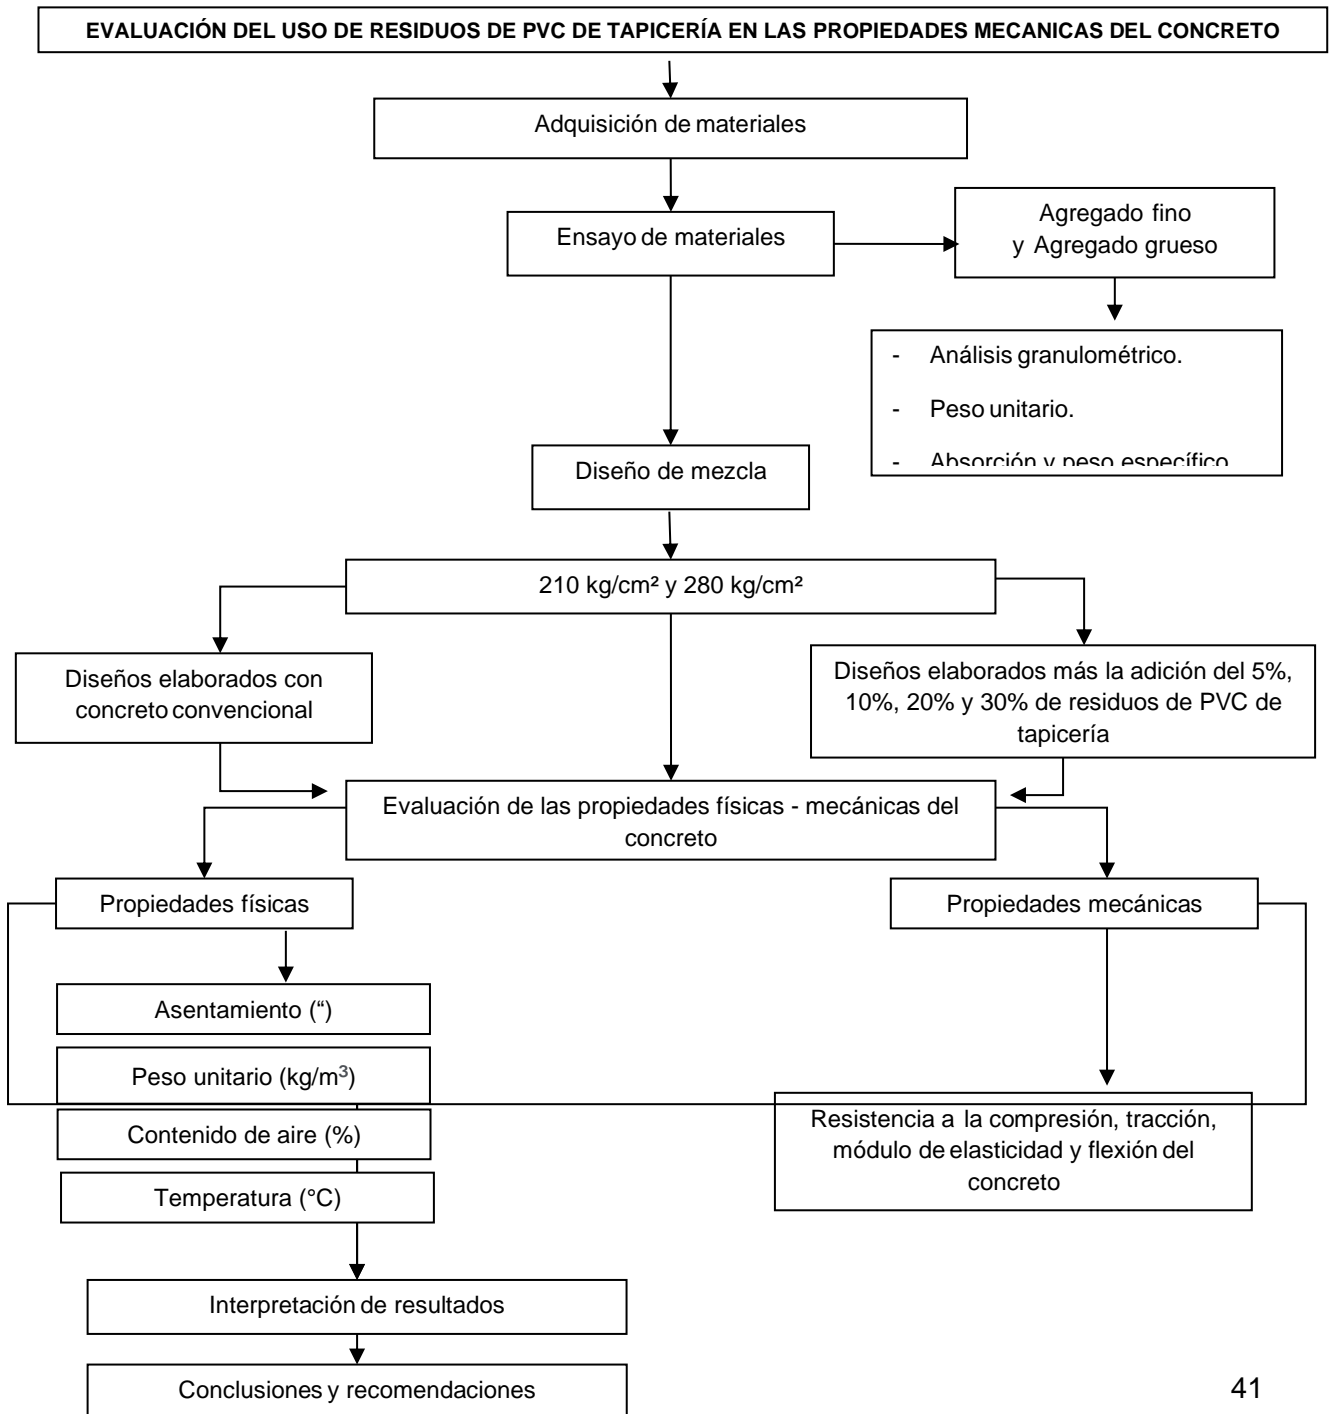 EVALUACIÓN DEL USO DE RESIDUOS DE PVC DE TAPICERÍA EN LAS PROPIEDADES MECANICAS DEL CONCRETO
Adquisición de materiales
Ensayo de materiales
Agregado fino
y Agregado grueso
- Análisis granulométrico.
- Peso unitario.
- Absorción y peso específico
Diseño de mezcla
210 kg/cm² y 280 kg/cm²
Diseños elaborados con
concreto convencional
Diseños elaborados más la adición del 5%,
10%, 20% y 30% de residuos de PVC de
tapicería
Evaluación de las propiedades físicas - mecánicas del
concreto
Propiedades físicas
Propiedades mecánicas
Asentamiento (“)
Peso unitario (kg/m³)
Contenido de aire (%)
Temperatura (°C)
Resistencia a la compresión, tracción,
módulo de elasticidad y flexión del
concreto
Interpretación de resultados
Conclusiones y recomendaciones
41